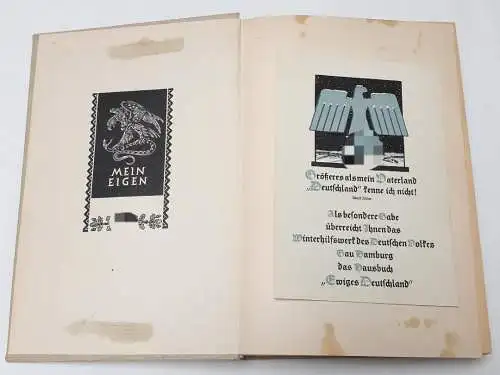 MEIN
EIGEN
Größeres als mein Vaterland
„Deutschland“ kenne ich nicht!
Als besondere Gabe
überreicht Ihnen das
Winterhilfswerk des Deutschen Volkes
Gau Hamburg
das Hausbuch
„Ewiges Deutschland“